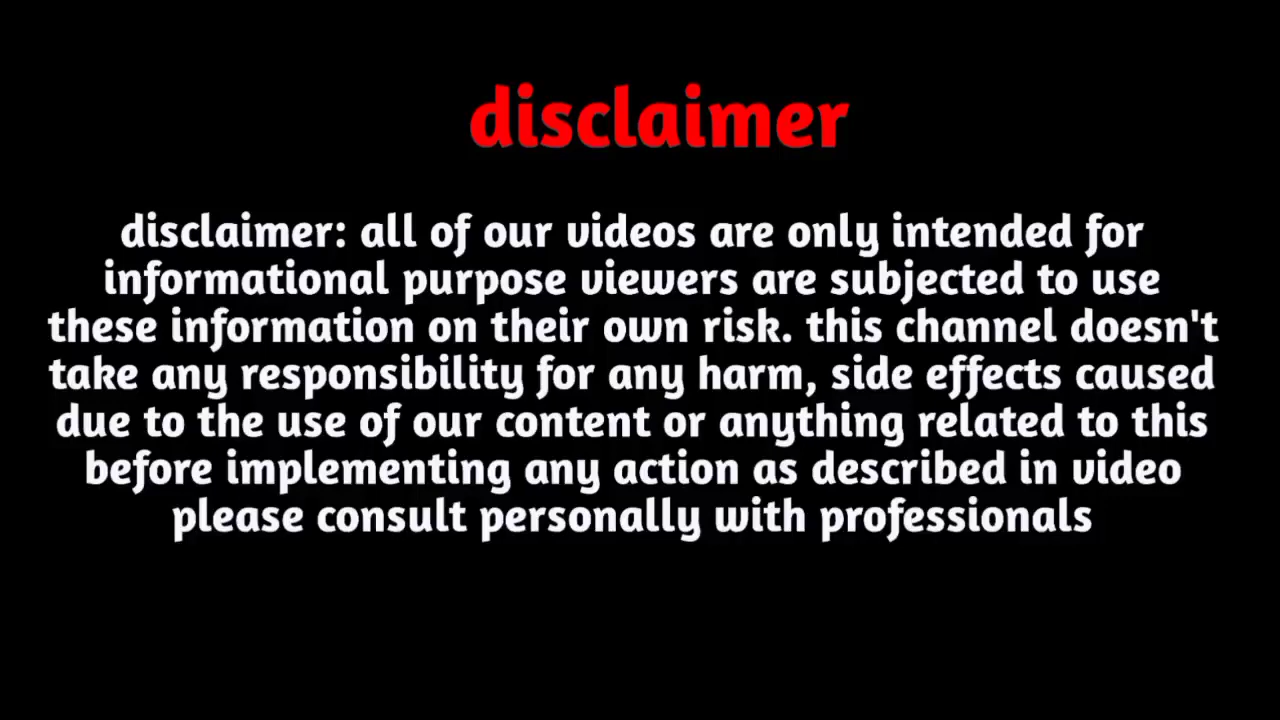 disclaimer
disclaimer: all of our videos are only intended for
informational purpose viewers are subjected to use
these information on their own risk. this channel doesn't
take any responsibility for any harm, side effects caused
due to the use of our content or anything related to this
before implementing any action as described in video
please consult personally with professionals